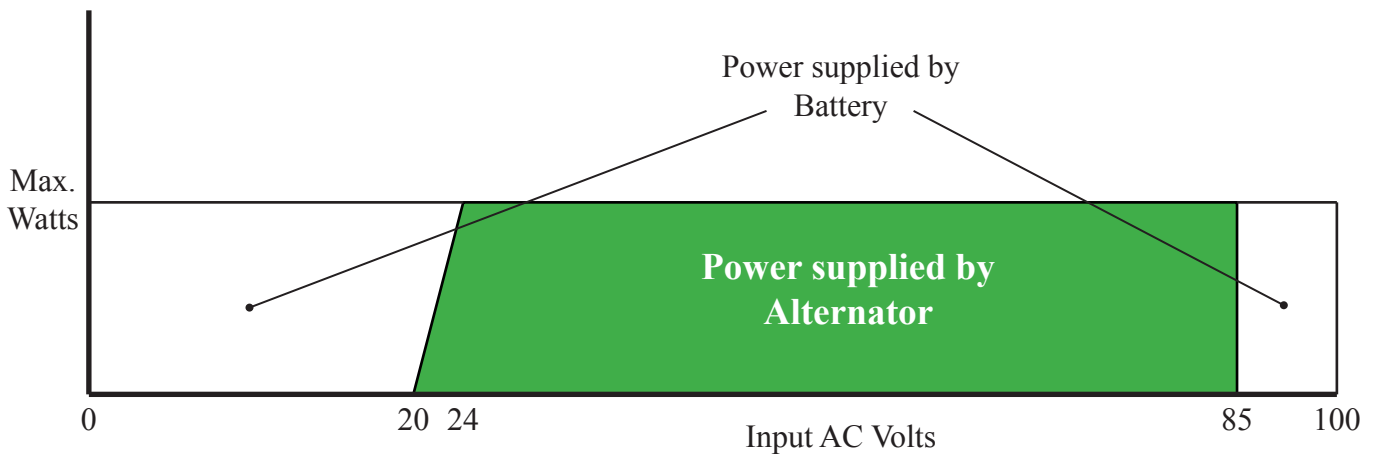 Power supplied by
Battery
Max.
Watts
Power supplied by
Alternator
0
20
24
85
100
Input AC Volts